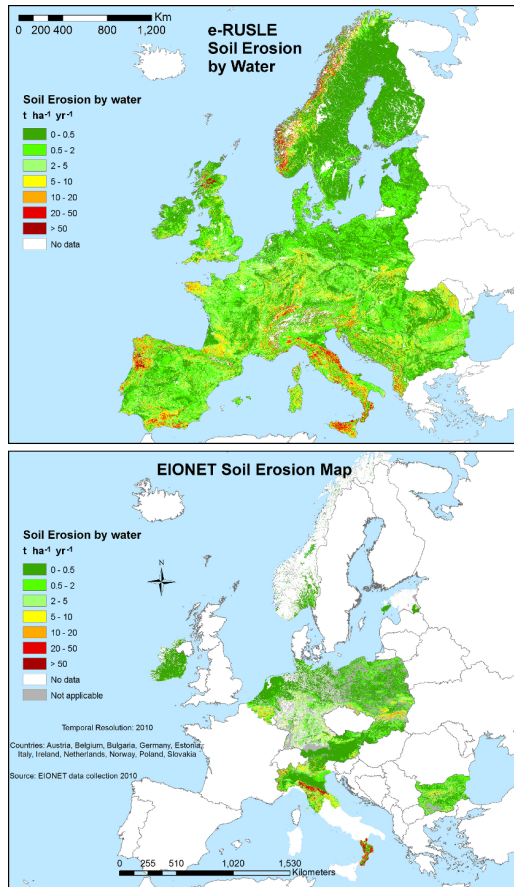 Km
0 200 400 800 1,200
e-RUSLE
Soil Erosion
by Water
Soil Erosion by water
t ha-1 yr-1
0 - 0.5
0.5 - 2
2 - 5
5 - 10
10 - 20
20 - 50
> 50
No data
EIONET Soil Erosion Map
Soil Erosion by water
t ha-1 yr-1
N
0 - 0.5
0.5 - 2
2 - 5
5 - 10
10 - 20
20 - 50
> 50
No data
Not applicable
Temporal Resolution: 2010
Countries: Austria, Belgium, Bulgaria, Germany, Estonia,
Italy, Ireland, Netherlands, Norway, Poland, Slovakia
Source: EIONET data collection 2010
0 255 510 1,020 1,530
Kilometers